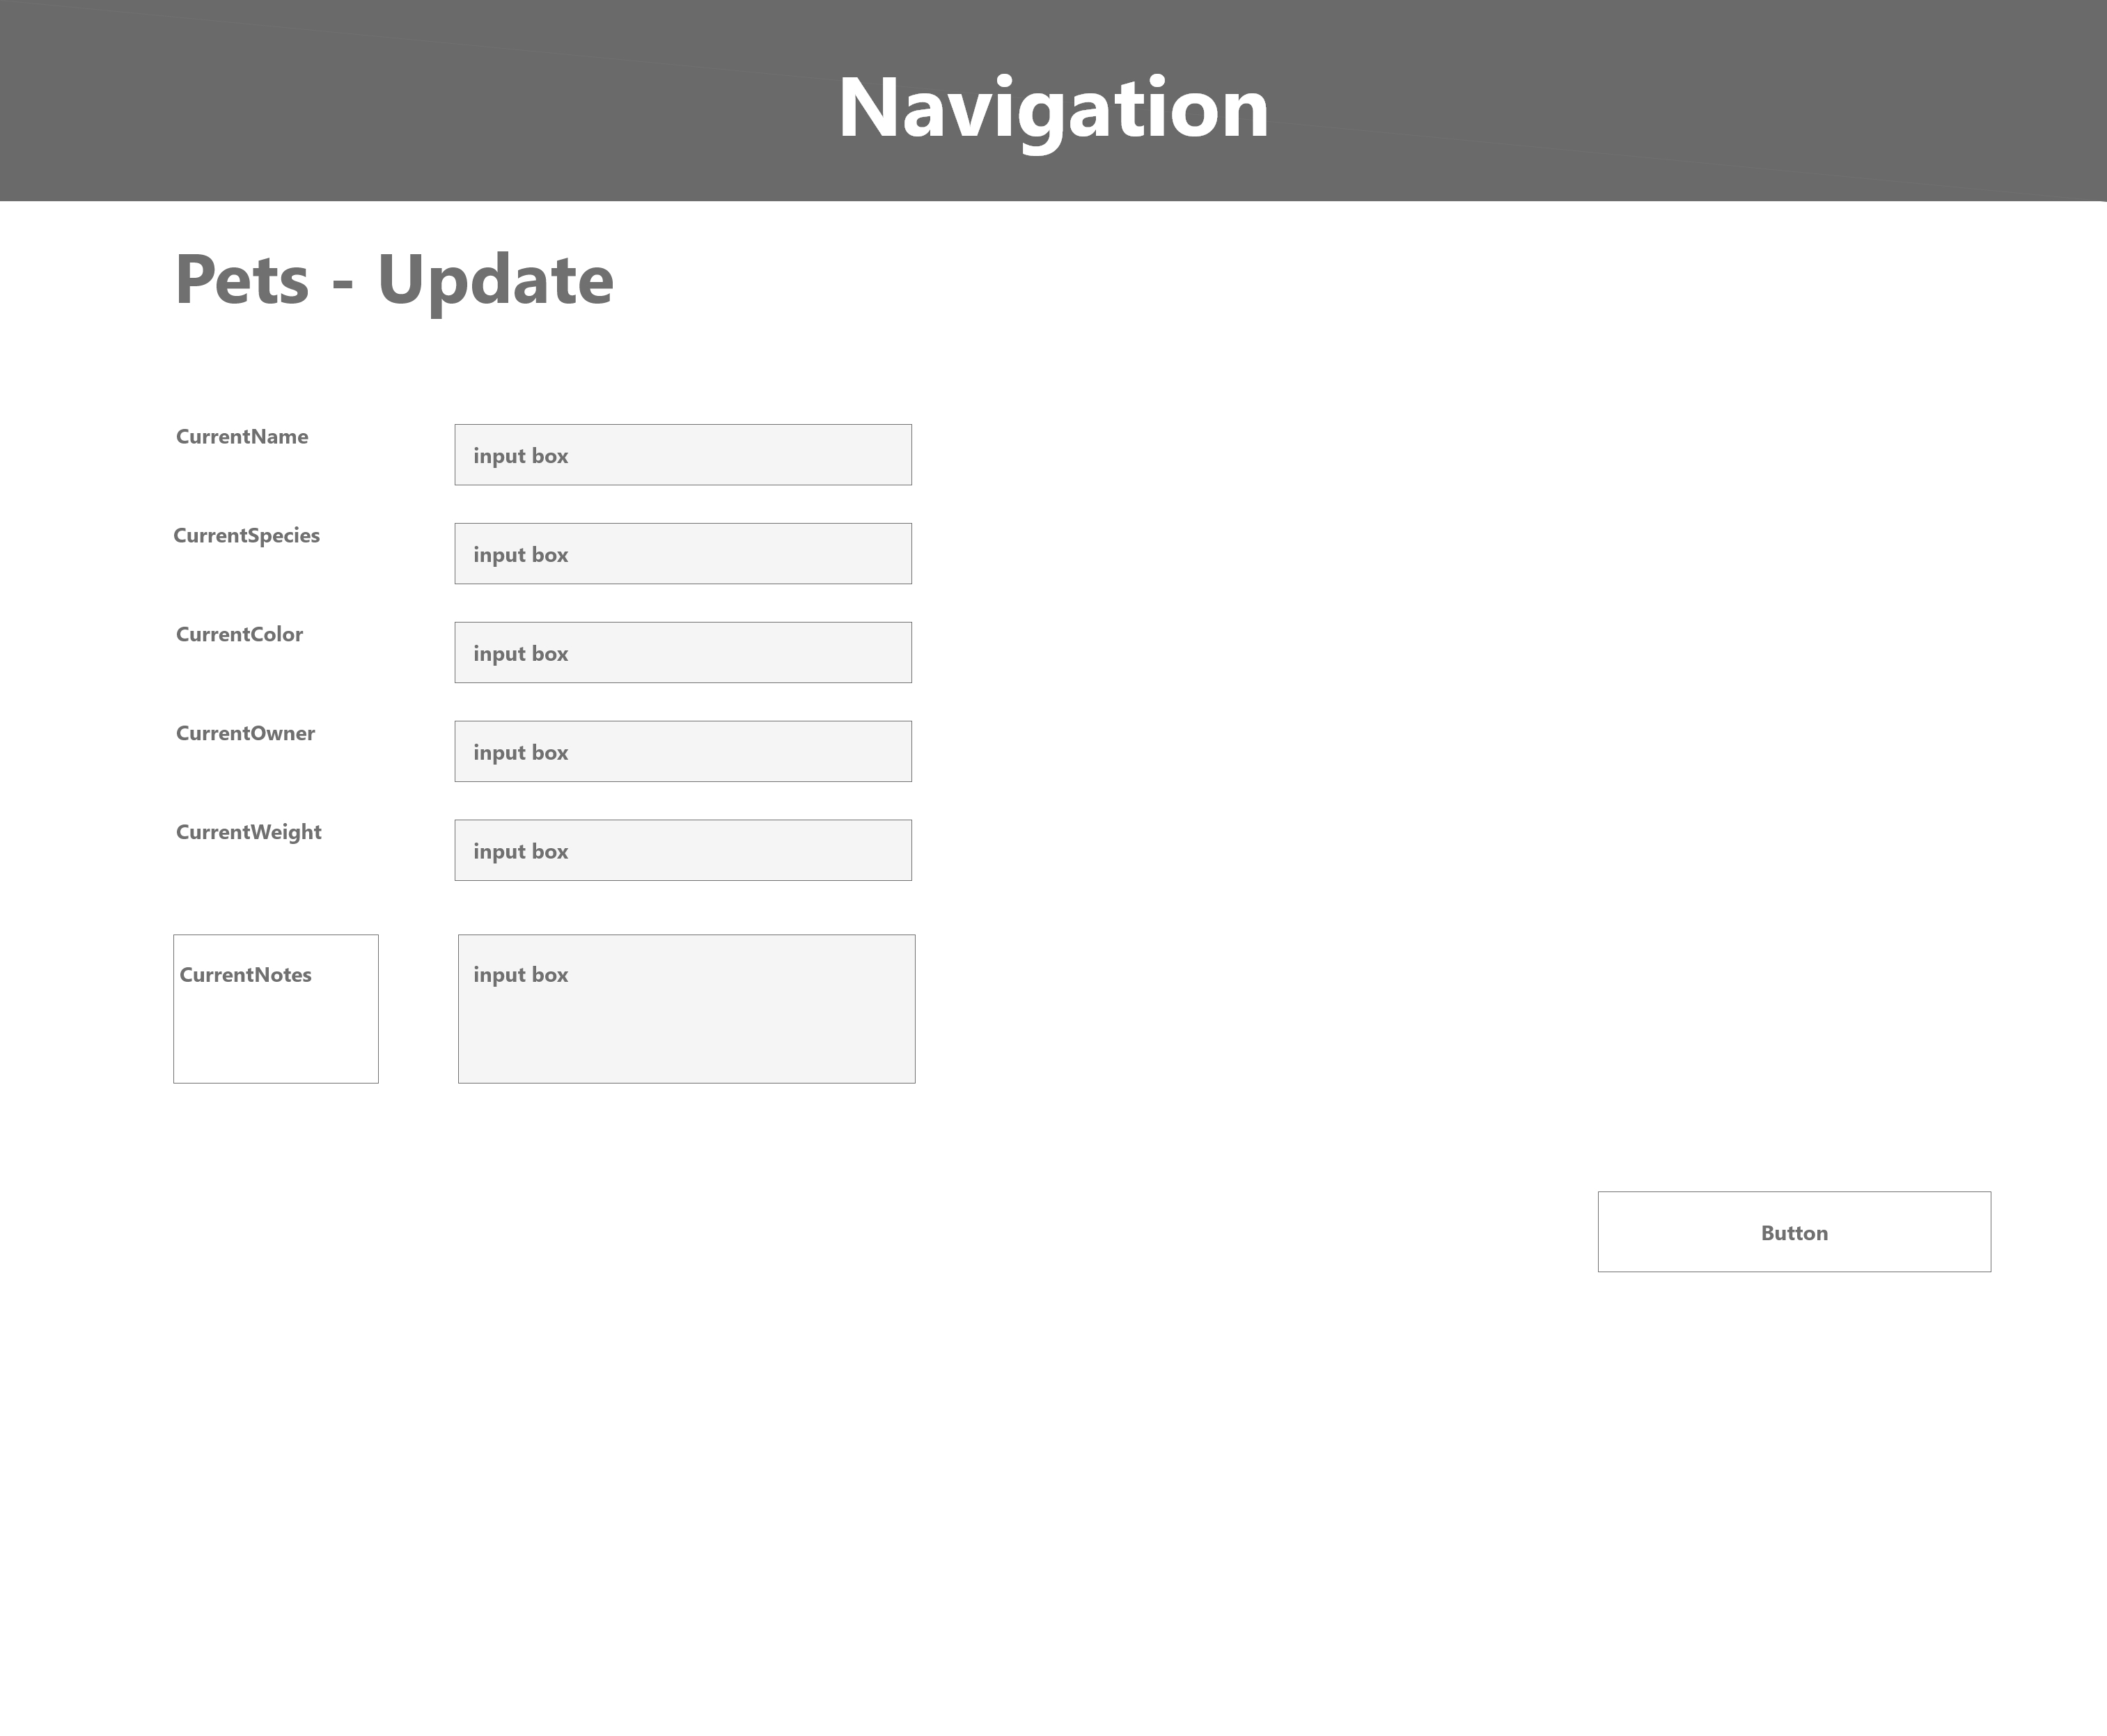 Navigation
Pets - Update
CurrentName
input box
CurrentSpecies
input box
CurrentColor
input box
CurrentOwner
input box
CurrentWeight
input box
CurrentNotes
input box
Button